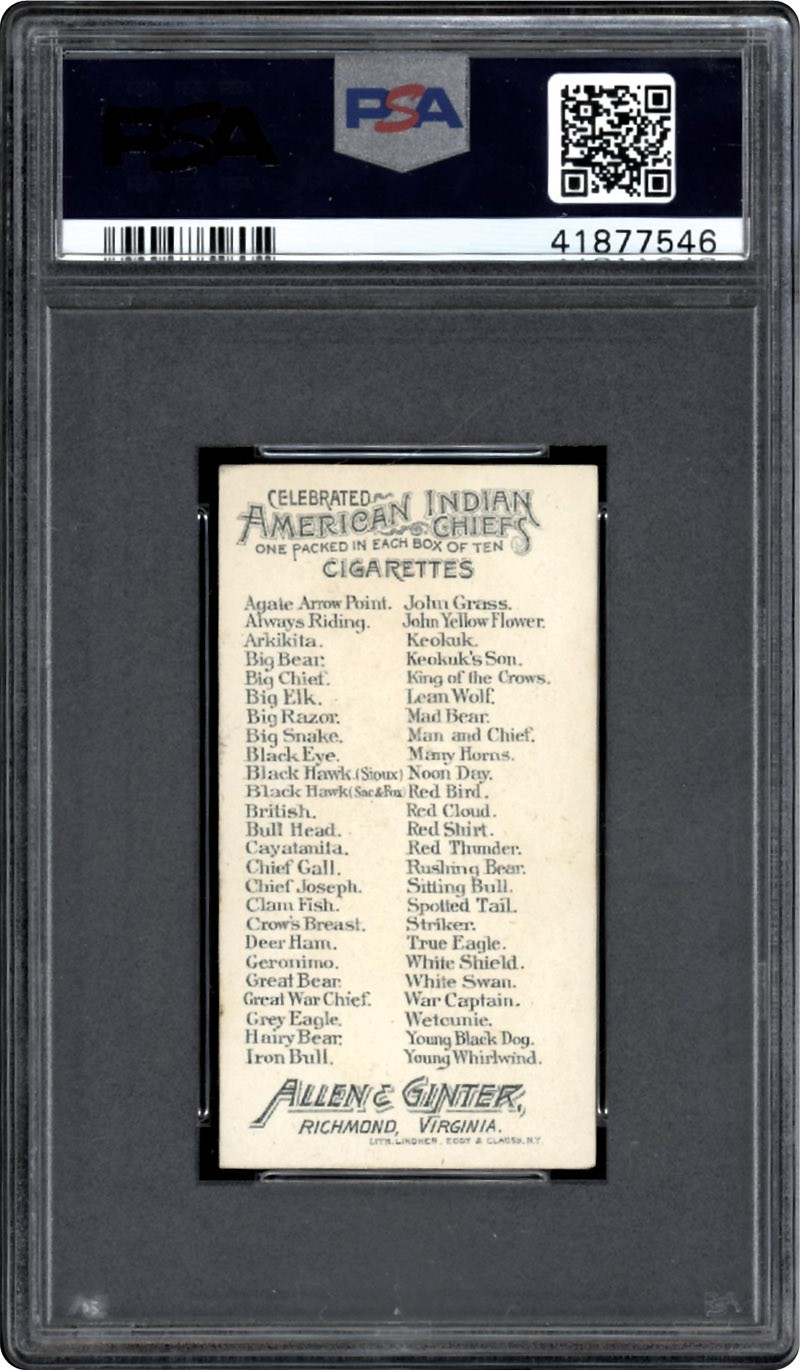 PSA
PSA
41877546
CELEBRATED
AMERICAN INDIAN
CHIEFS
ONE PACKED IN EACH BOX OF TEN
CIGARETTES
Agate Arrow Point. John Grass.
Always Riding. John Yellow Flower.
Arkikita. Keokuk.
Big Bear. Keokuk's Son.
Big Chief. King of the Crows.
Big Elk. Lean Wolf.
Big Razor. Mad Bear.
Big Snake. Man and Chief.
Black Eye. Many Horns.
Black Hawk.(Sioux) Noon Day.
Black Hawk(Sac&Fox) Red Bird.
British. Red Cloud.
Bull Head. Red Shirt.
Cayatanita. Red Thunder.
Chief Gall. Rushing Bear.
Chief Joseph. Sitting Bull.
Clam Fish. Spotted Tail.
Crow's Breast. Striker.
Deer Ham. True Eagle.
Geronimo. White Shield.
Great Bear. White Swan.
Great War Chief. War Captain.
Grey Eagle. Wetcunie.
Hairy Bear. Young Black Dog.
Iron Bull. Young Whirlwind.
ALLEN & GINTER,
RICHMOND, VIRGINIA.
LITH. LINDNER, EDDY & CLAUSS, N.Y.